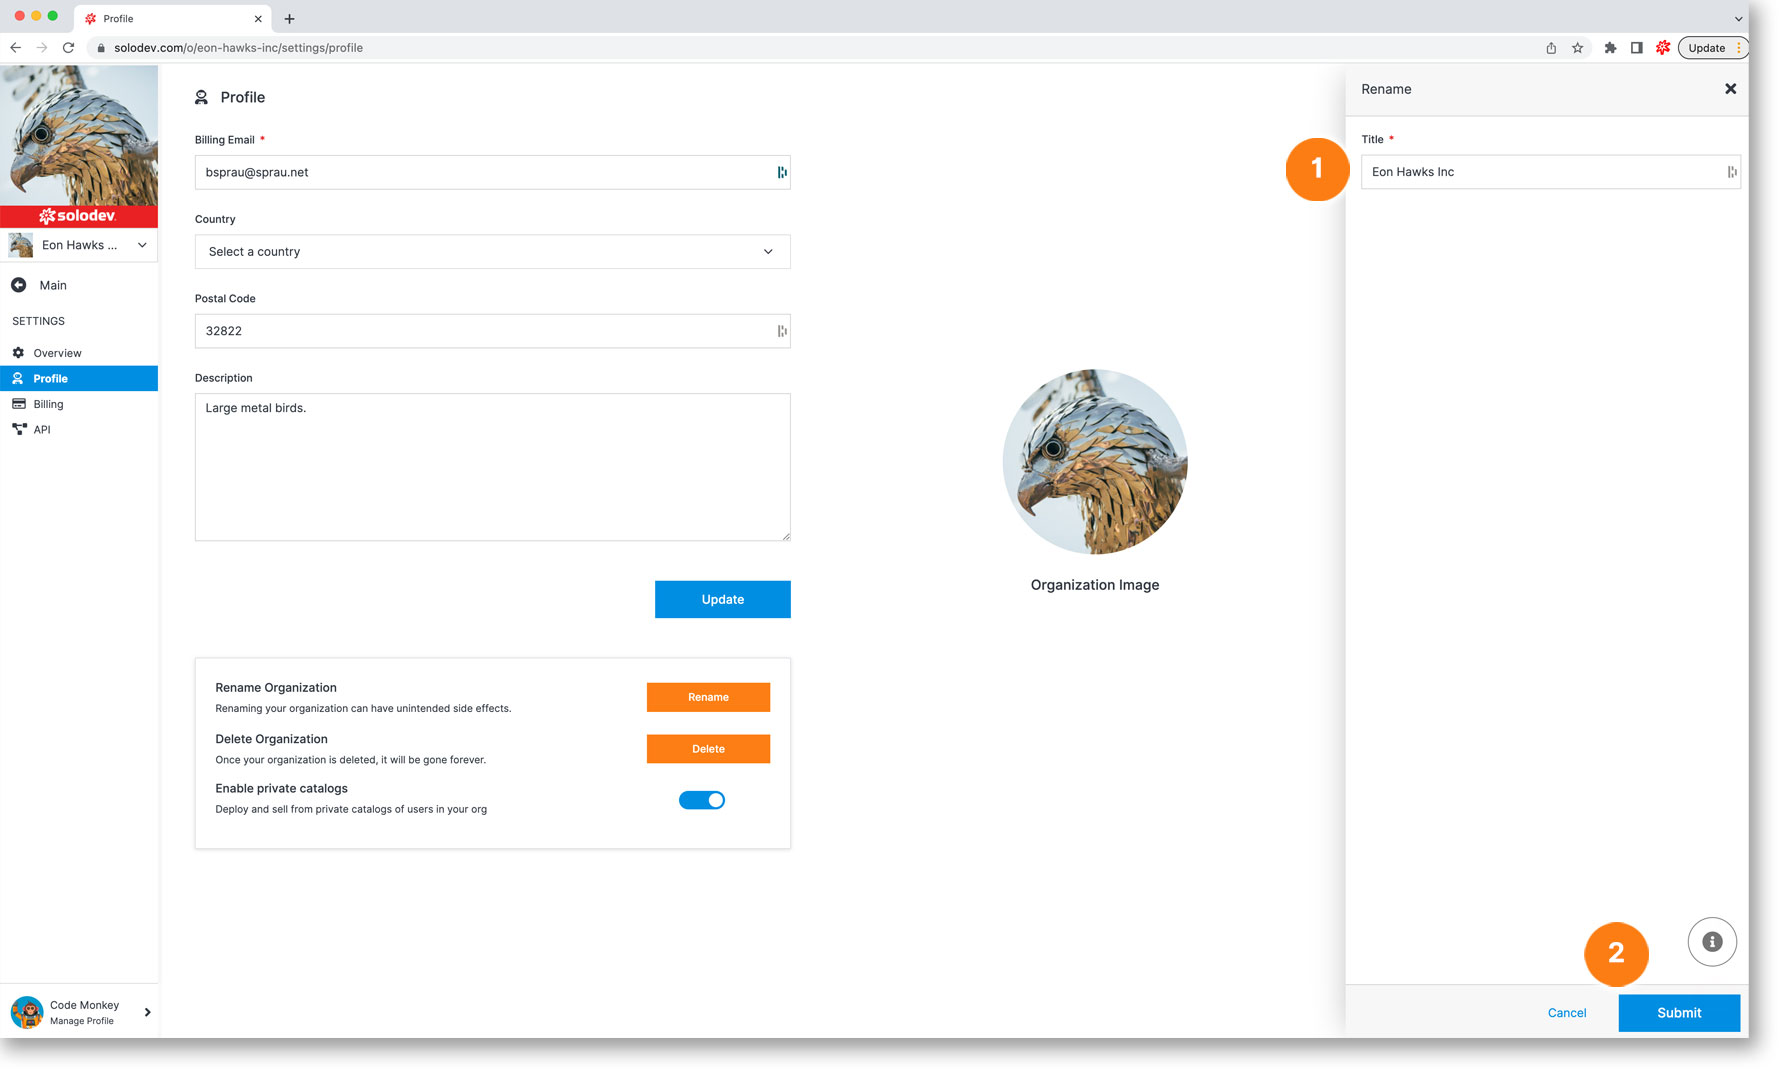 Profile
solodev.com/o/eon-hawks-inc/settings/profile
Update
solodev
Eon Hawks ...
Main
SETTINGS
Overview
Profile
Billing
API
Code Monkey
Manage Profile
Profile
Billing Email *
bsprau@sprau.net
Country
Select a country
Postal Code
32822
Description
Large metal birds.
Update
Rename Organization
Renaming your organization can have unintended side effects.
Rename
Delete Organization
Once your organization is deleted, it will be gone forever.
Delete
Enable private catalogs
Deploy and sell from private catalogs of users in your org
Organization Image
Rename
Title *
1
Eon Hawks Inc
2
Cancel
Submit